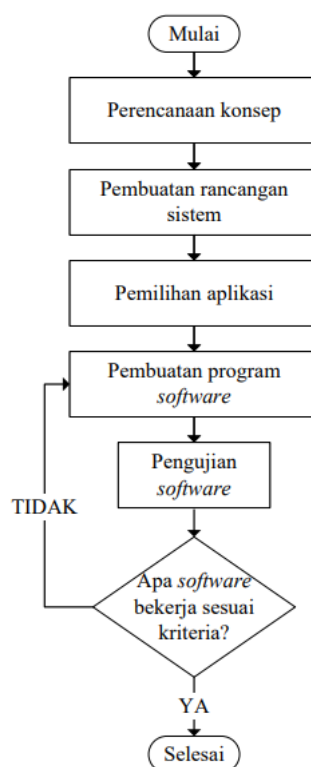 Mulai
Perencanaan konsep
Pembuatan rancangan
sistem
Pemilihan aplikasi
Pembuatan program
software
Pengujian
software
TIDAK
Apa software
bekerja sesuai
kriteria?
YA
Selesai